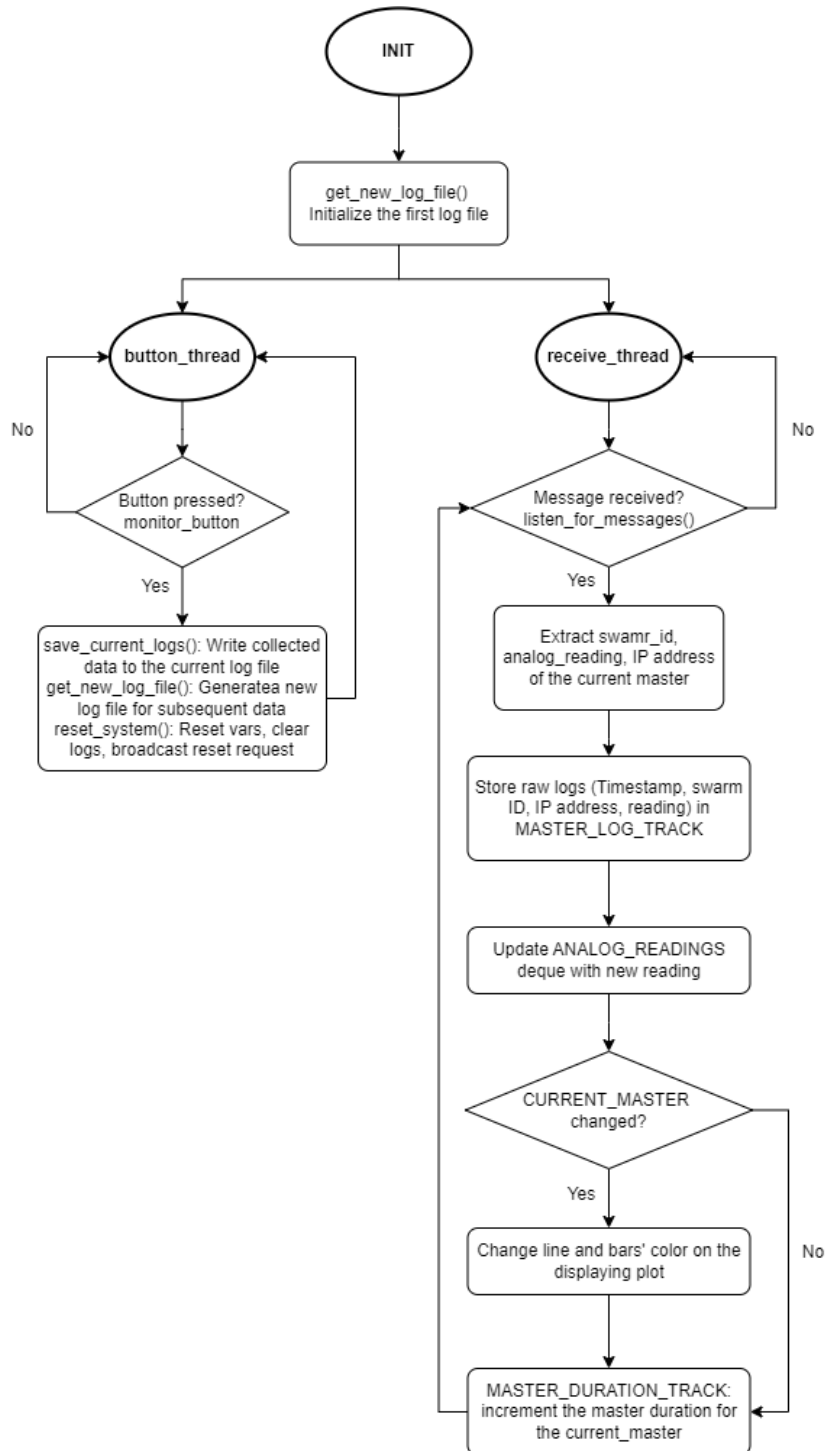 INIT
get_new_log_file()
Initialize the first log file
button_thread
No
Button pressed?
monitor_button
Yes
save_current_logs(): Write collected
data to the current log file
get_new_log_file(): Generatea new
log file for subsequent data
reset_system(): Reset vars, clear
logs, broadcast reset request
receive_thread
No
Message received?
listen_for_messages()
Yes
Extract swamr_id,
analog_reading, IP address
of the current master
Store raw logs (Timestamp, swarm
ID, IP address, reading) in
MASTER_LOG_TRACK
Update ANALOG_READINGS
deque with new reading
CURRENT_MASTER
changed?
Yes
No
Change line and bars' color on the
displaying plot
MASTER_DURATION_TRACK:
increment the master duration for
the current_master